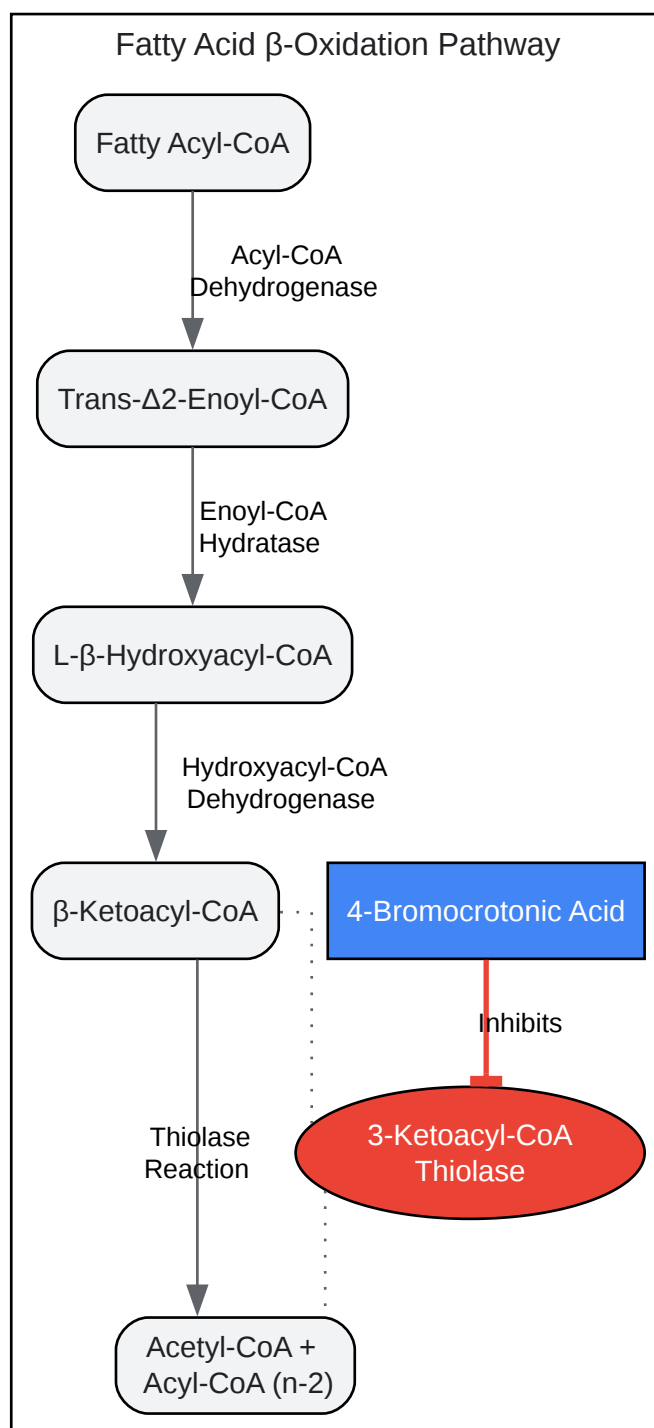 Fatty Acid β-Oxidation Pathway
Fatty Acyl-CoA
Acyl-CoA
Dehydrogenase
Trans-Δ2-Enoyl-CoA
Enoyl-CoA
Hydratase
L-β-Hydroxyacyl-CoA
Hydroxyacyl-CoA
Dehydrogenase
β-Ketoacyl-CoA
4-Bromocrotonic Acid
Inhibits
3-Ketoacyl-CoA
Thiolase
Thiolase
Reaction
Acetyl-CoA +
Acyl-CoA (n-2)